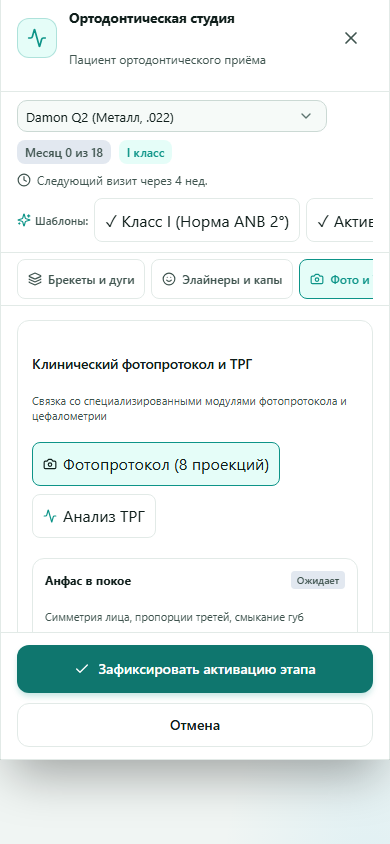 Ортодонтическая студия
Пациент ортодонтического приёма
Damon Q2 (Металл, .022)
Месяц 0 из 18
I класс
Следующий визит через 4 нед.
Шаблоны:
✓ Класс I (Норма ANB 2°)
✓ Актив
Брекеты и дуги
Элайнеры и капы
Фото и
Клинический фотопротокол и ТРГ
Связка со специализированными модулями фотопротокола и
цефалометрии
Фотопротокол (8 проекций)
Анализ ТРГ
Анфас в покое
Ожидает
Симметрия лица, пропорции третей, смыкание губ
Зафиксировать активацию этапа
Отмена